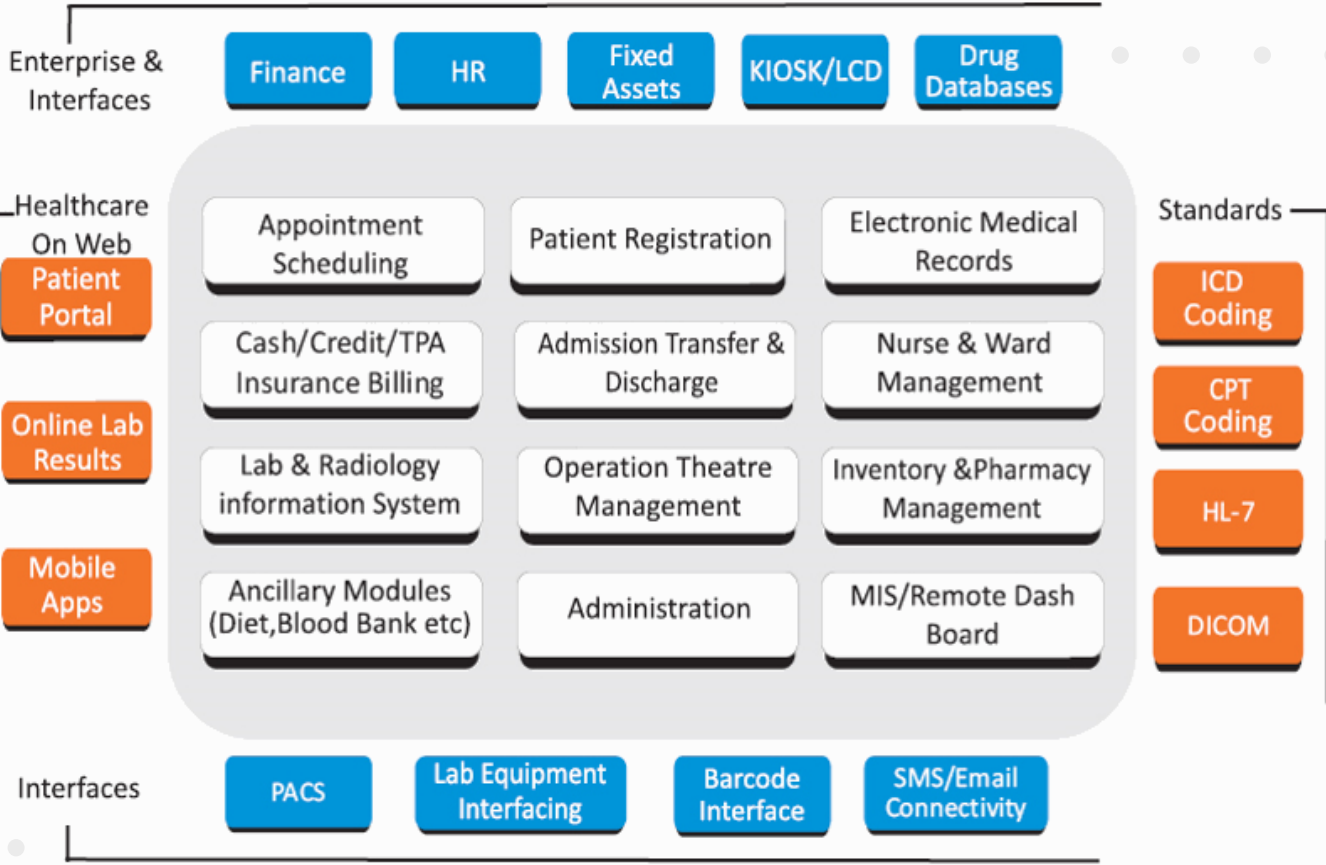 Enterprise &
Interfaces
Finance
HR
Fixed
Assets
KIOSK/LCD
Drug
Databases
Healthcare
On Web
Patient
Portal
Online Lab
Results
Mobile
Apps
Appointment
Scheduling
Patient Registration
Electronic Medical
Records
Cash/Credit/TPA
Insurance Billing
Admission Transfer &
Discharge
Nurse & Ward
Management
Lab & Radiology
information System
Operation Theatre
Management
Inventory &Pharmacy
Management
Ancillary Modules
(Diet,Blood Bank etc)
Administration
MIS/Remote Dash
Board
Standards
ICD
Coding
CPT
Coding
HL-7
DICOM
Interfaces
PACS
Lab Equipment
Interfacing
Barcode
Interface
SMS/Email
Connectivity